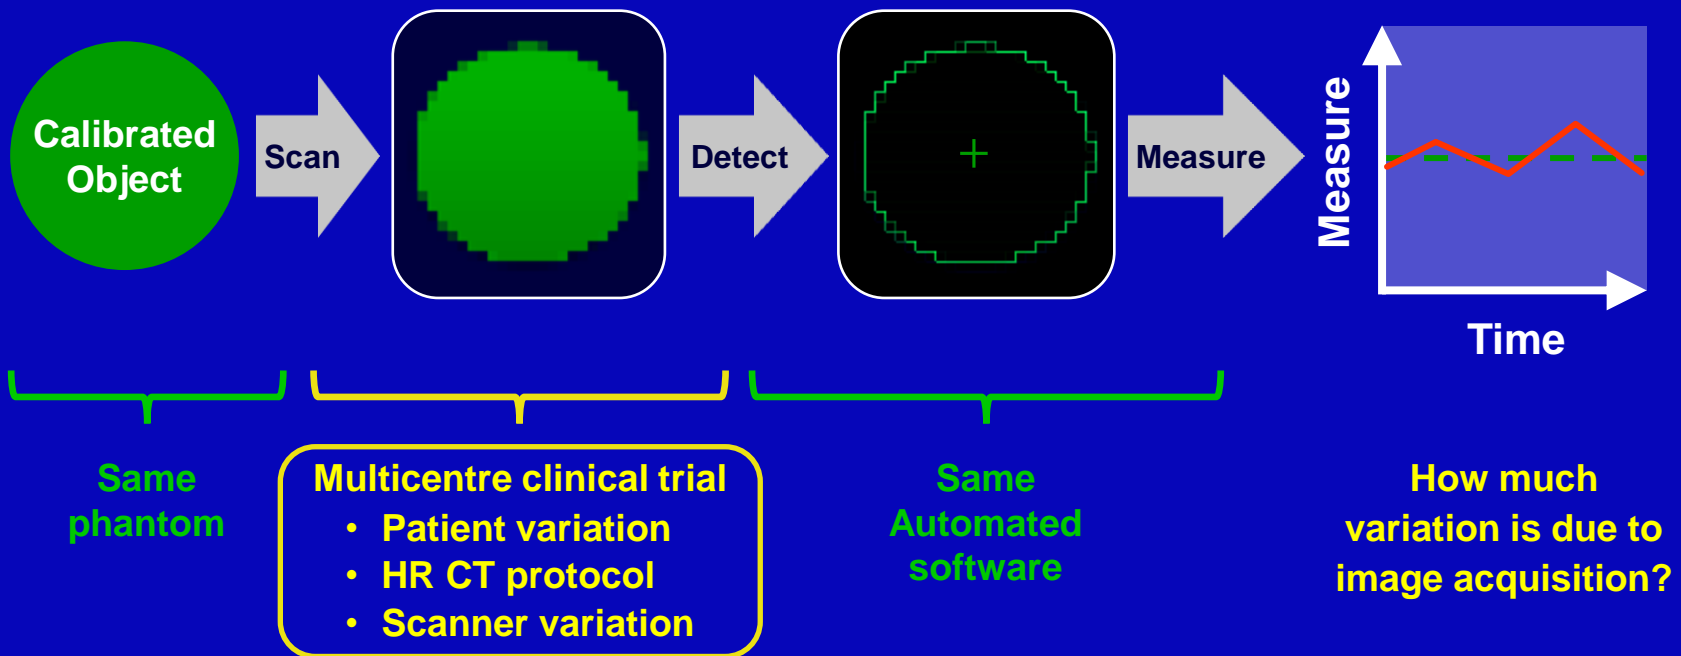 Calibrated
Object
Scan
Detect
Measure
Measure
Time
Same
phantom
Multicentre clinical trial
• Patient variation
• HR CT protocol
• Scanner variation
Same
Automated
software
How much
variation is due to
image acquisition?